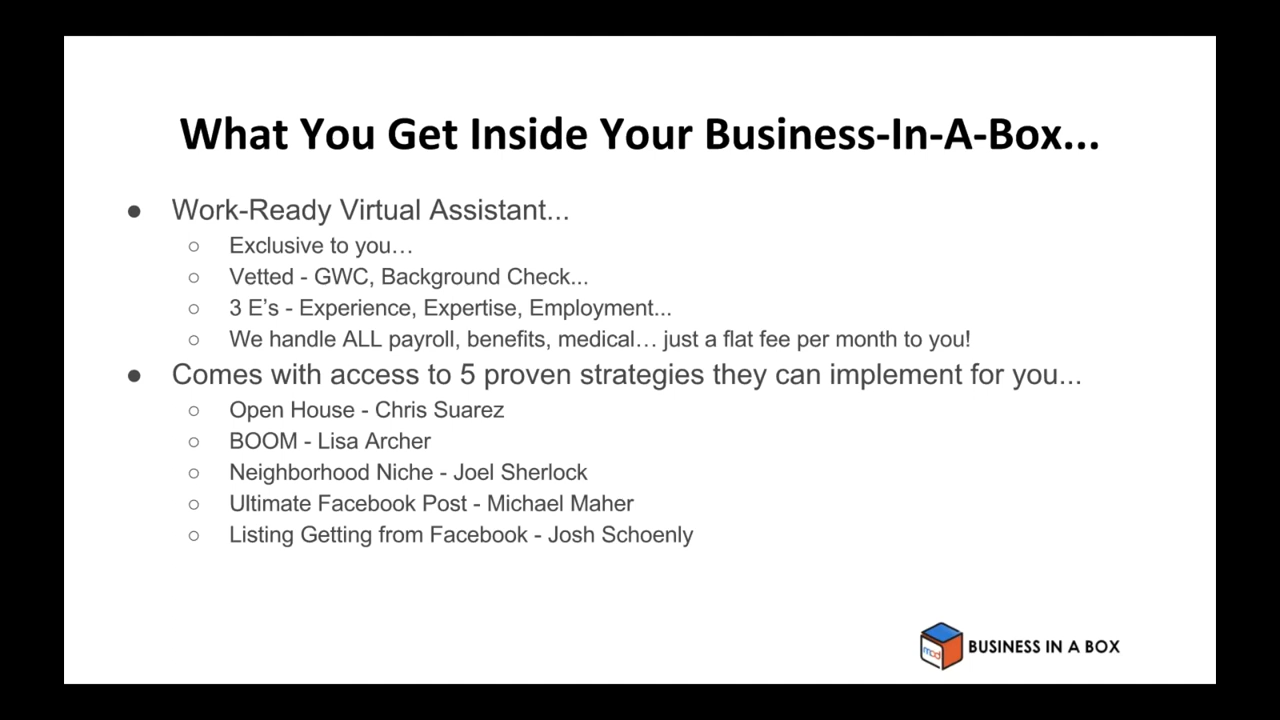 What You Get Inside Your Business-In-A-Box...
● Work-Ready Virtual Assistant...
○ Exclusive to you…
○ Vetted - GWC, Background Check...
○ 3 E’s - Experience, Expertise, Employment...
○ We handle ALL payroll, benefits, medical… just a flat fee per month to you!
● Comes with access to 5 proven strategies they can implement for you...
○ Open House - Chris Suarez
○ BOOM - Lisa Archer
○ Neighborhood Niche - Joel Sherlock
○ Ultimate Facebook Post - Michael Maher
○ Listing Getting from Facebook - Josh Schoenly
BUSINESS IN A BOX